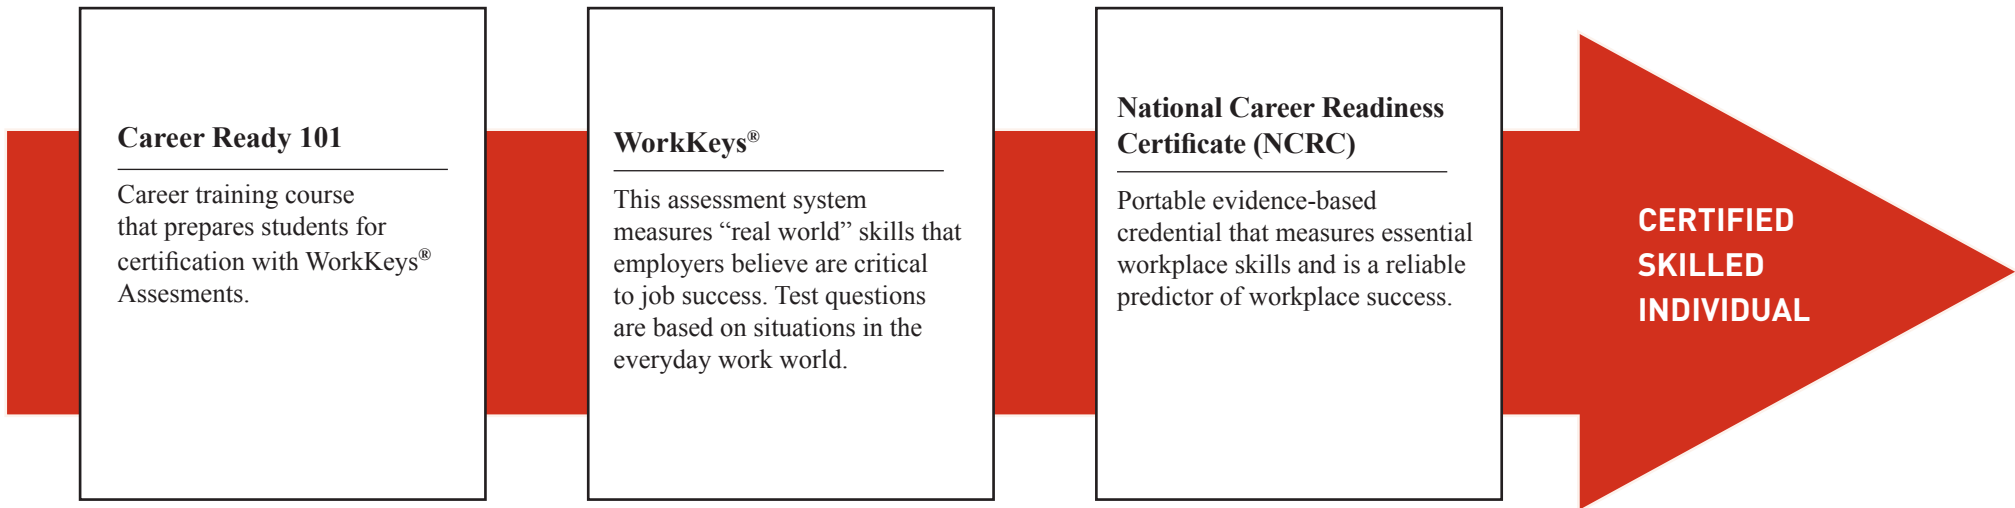 Career Ready 101
Career training course
that prepares students for
certification with WorkKeys®
Assesments.
WorkKeys®
This assessment system
measures “real world” skills that
employers believe are critical
to job success. Test questions
are based on situations in the
everyday work world.
National Career Readiness
Certificate (NCRC)
Portable evidence-based
credential that measures essential
workplace skills and is a reliable
predictor of workplace success.
CERTIFIED
SKILLED
INDIVIDUAL